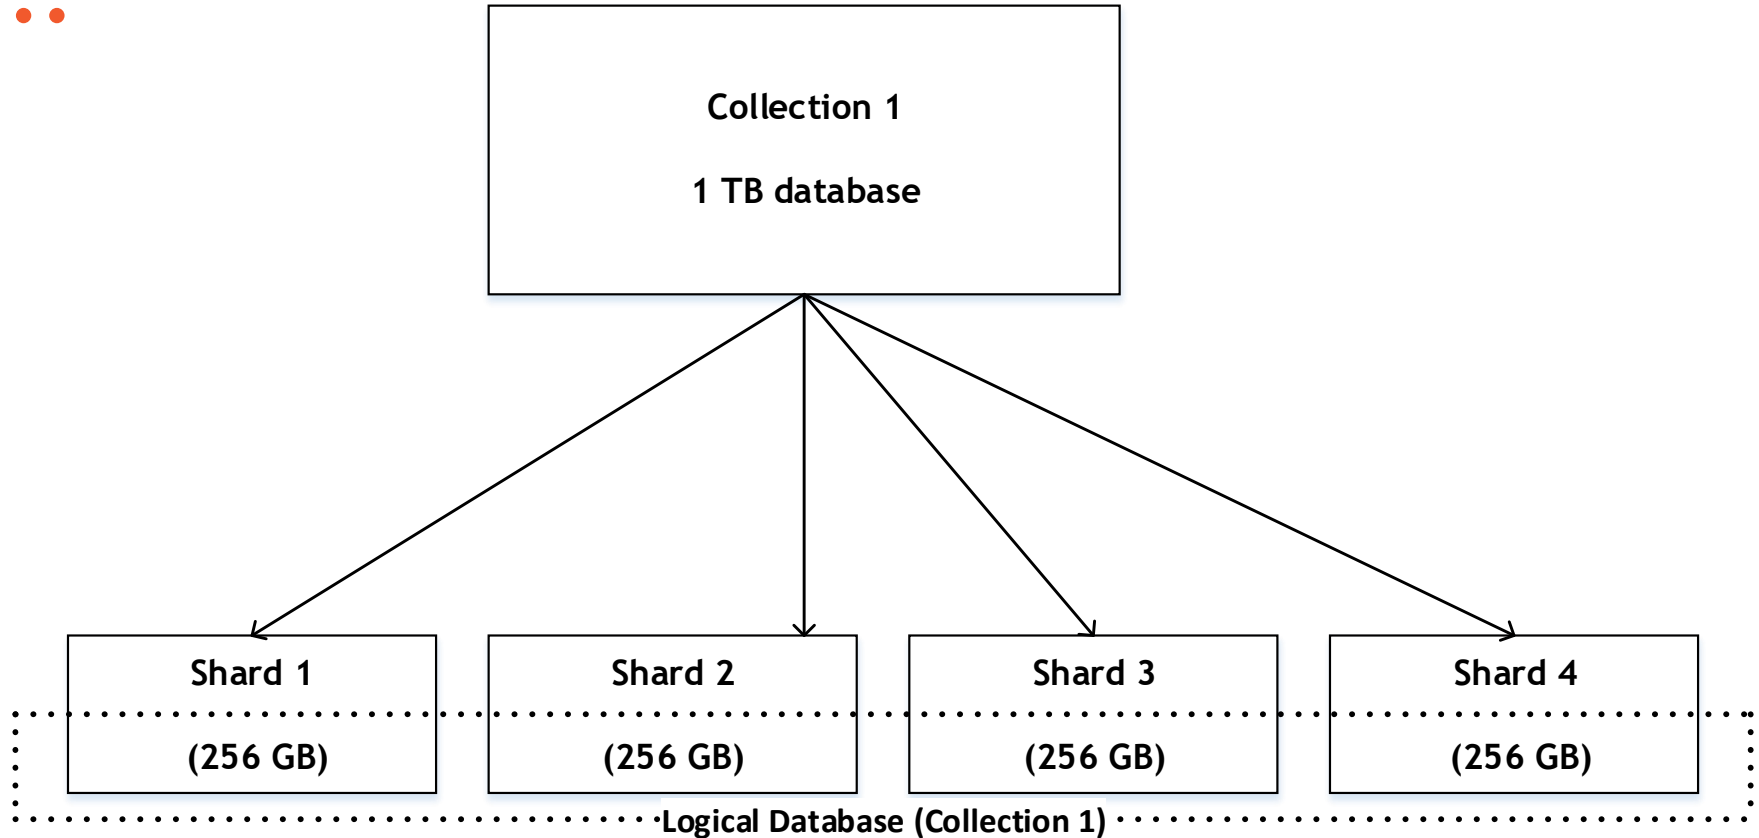 Collection 1
1 TB database
Shard 1
Shard 2
Shard 3
Shard 4
(256 GB)
(256 GB)
(256 GB)
(256 GB)
Logical Database (Collection 1)